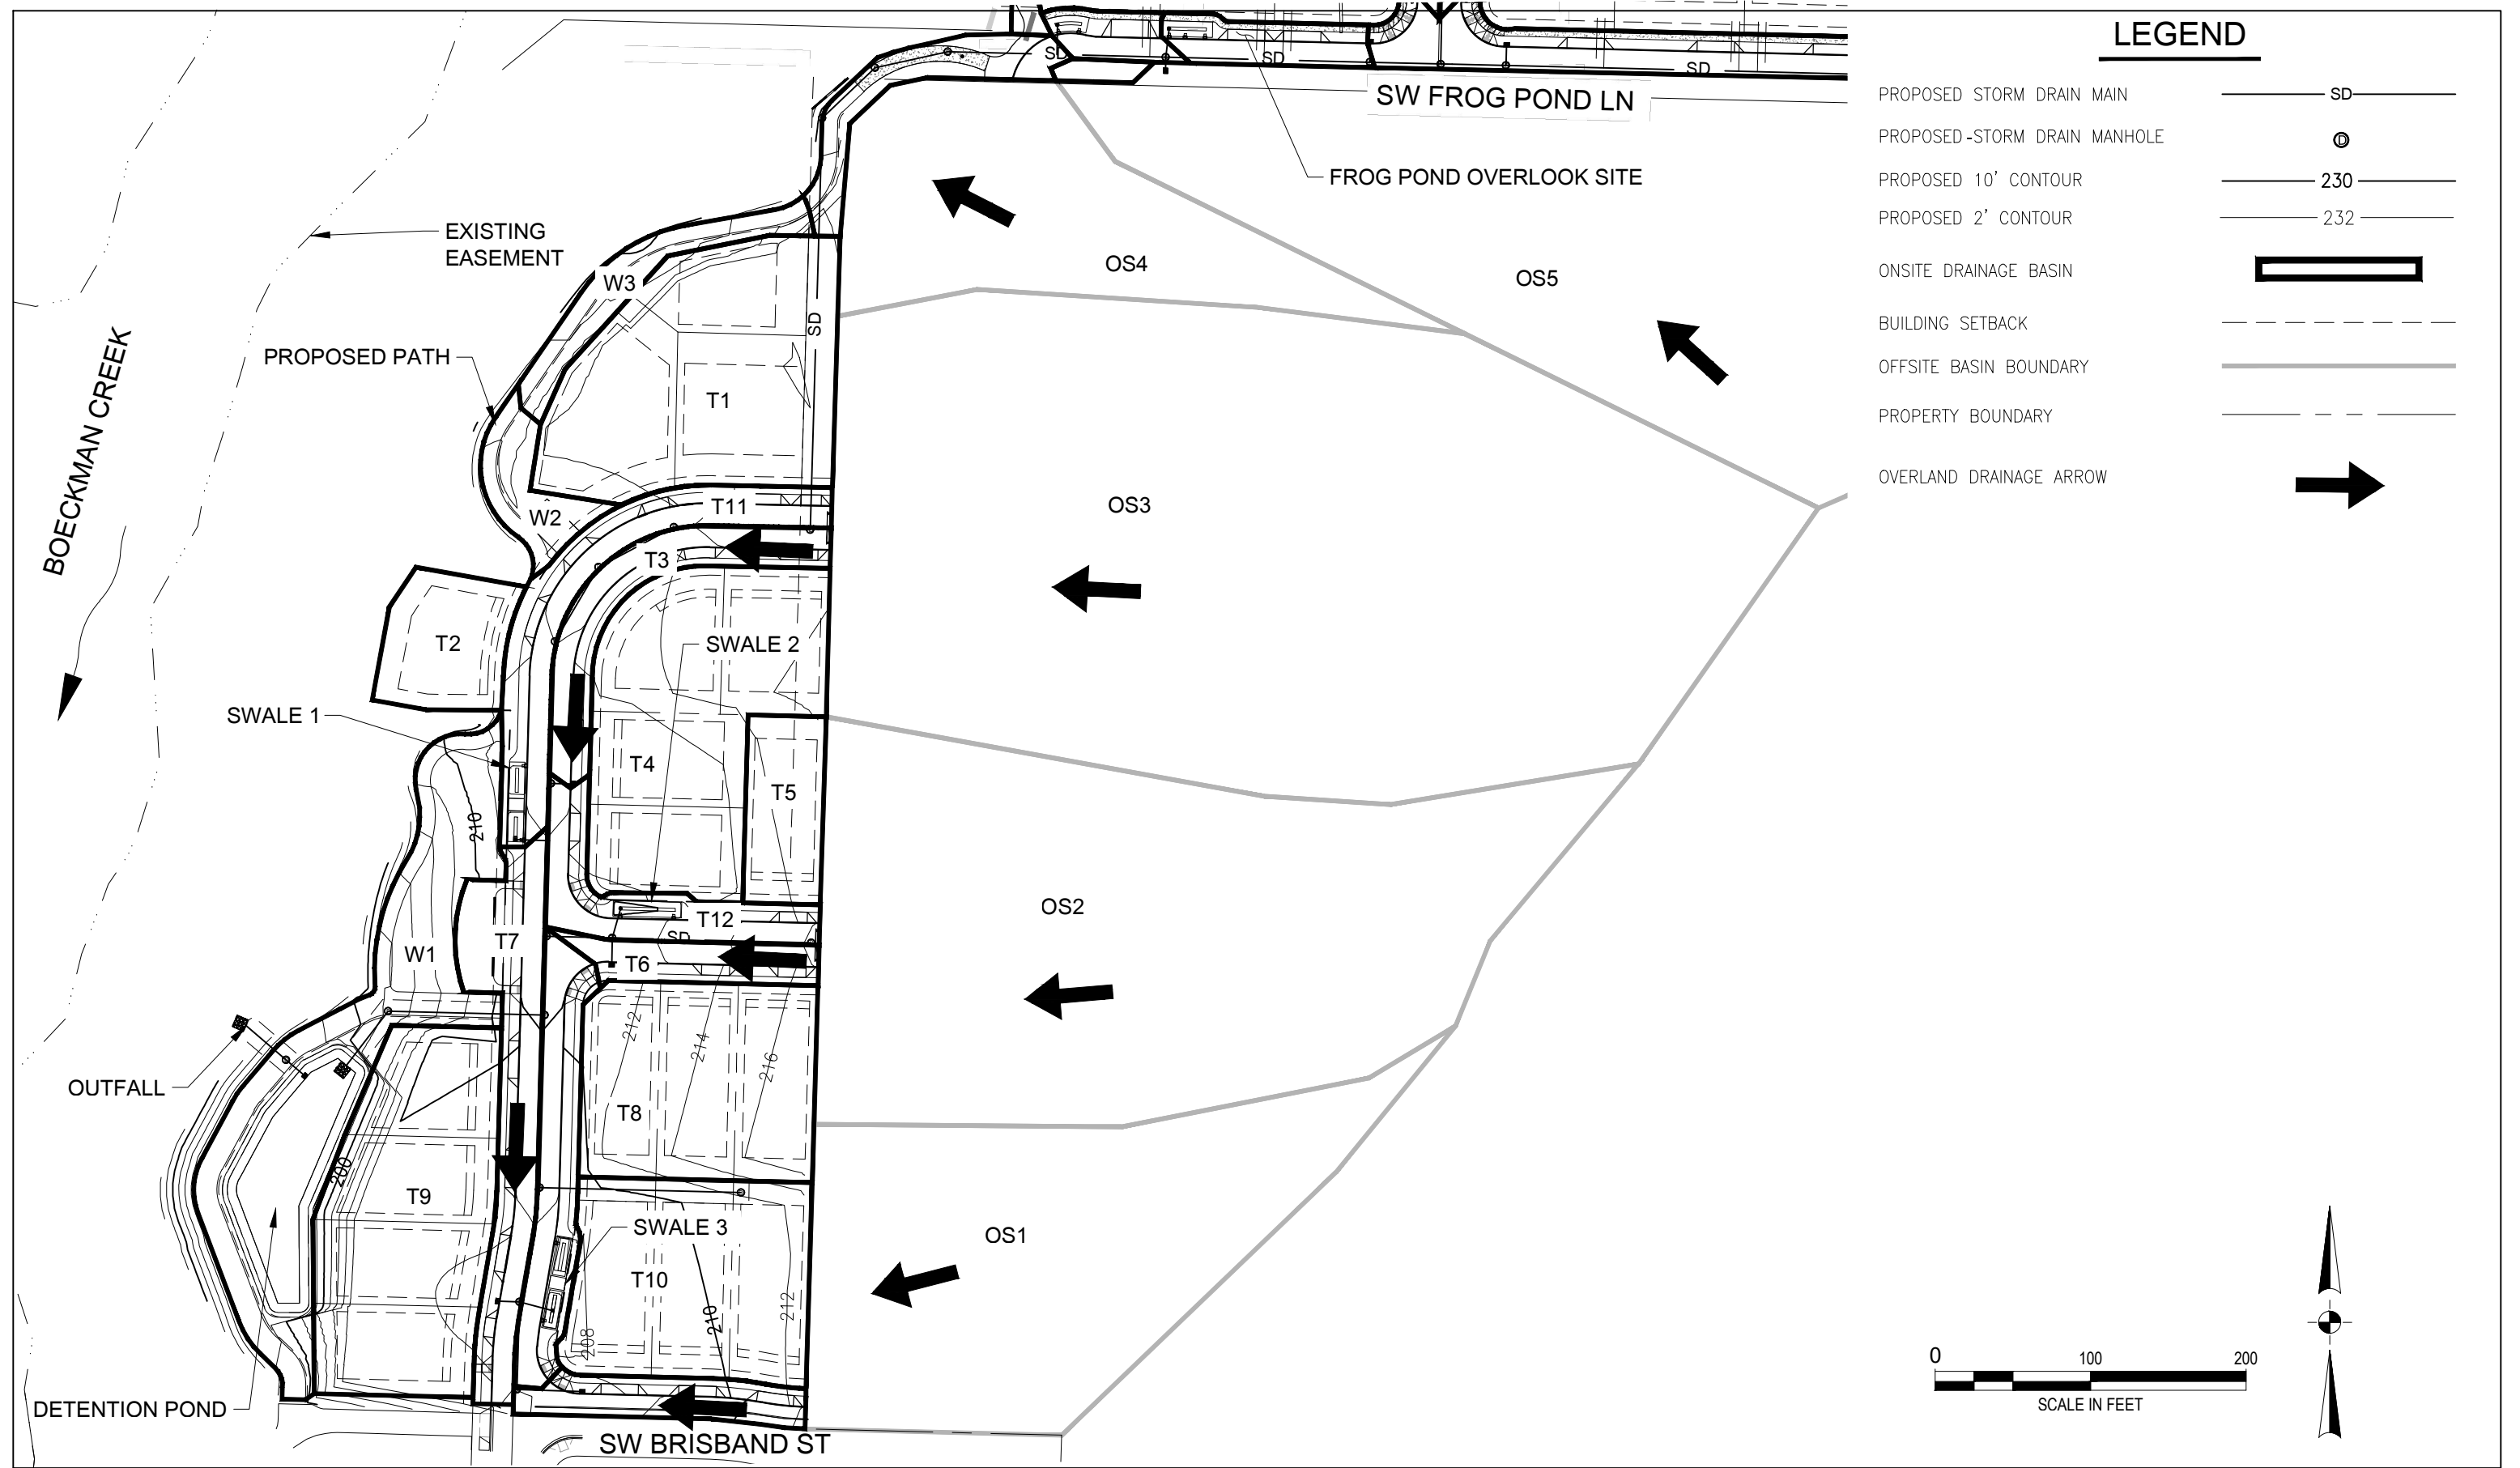 LEGEND
PROPOSED STORM DRAIN MAIN
SD
PROPOSED-STORM DRAIN MANHOLE
D
PROPOSED 10' CONTOUR
230
PROPOSED 2' CONTOUR
232
ONSITE DRAINAGE BASIN
BUILDING SETBACK
OFFSITE BASIN BOUNDARY
PROPERTY BOUNDARY
OVERLAND DRAINAGE ARROW
SD
SD
SD
SW FROG POND LN
FROG POND OVERLOOK SITE
EXISTING
EASEMENT
OS4
OS5
W3
SD
BOECKMAN CREEK
PROPOSED PATH
T1
OS3
T11
W2
T3
T2
SWALE 2
SWALE 1
T4
T5
210
OS2
T12
SD
T7
W1
T6
212
214
216
OUTFALL
T8
200
T9
SWALE 3
OS1
T10
208
210
212
DETENTION POND
SW BRISBAND ST
0 100 200
SCALE IN FEET